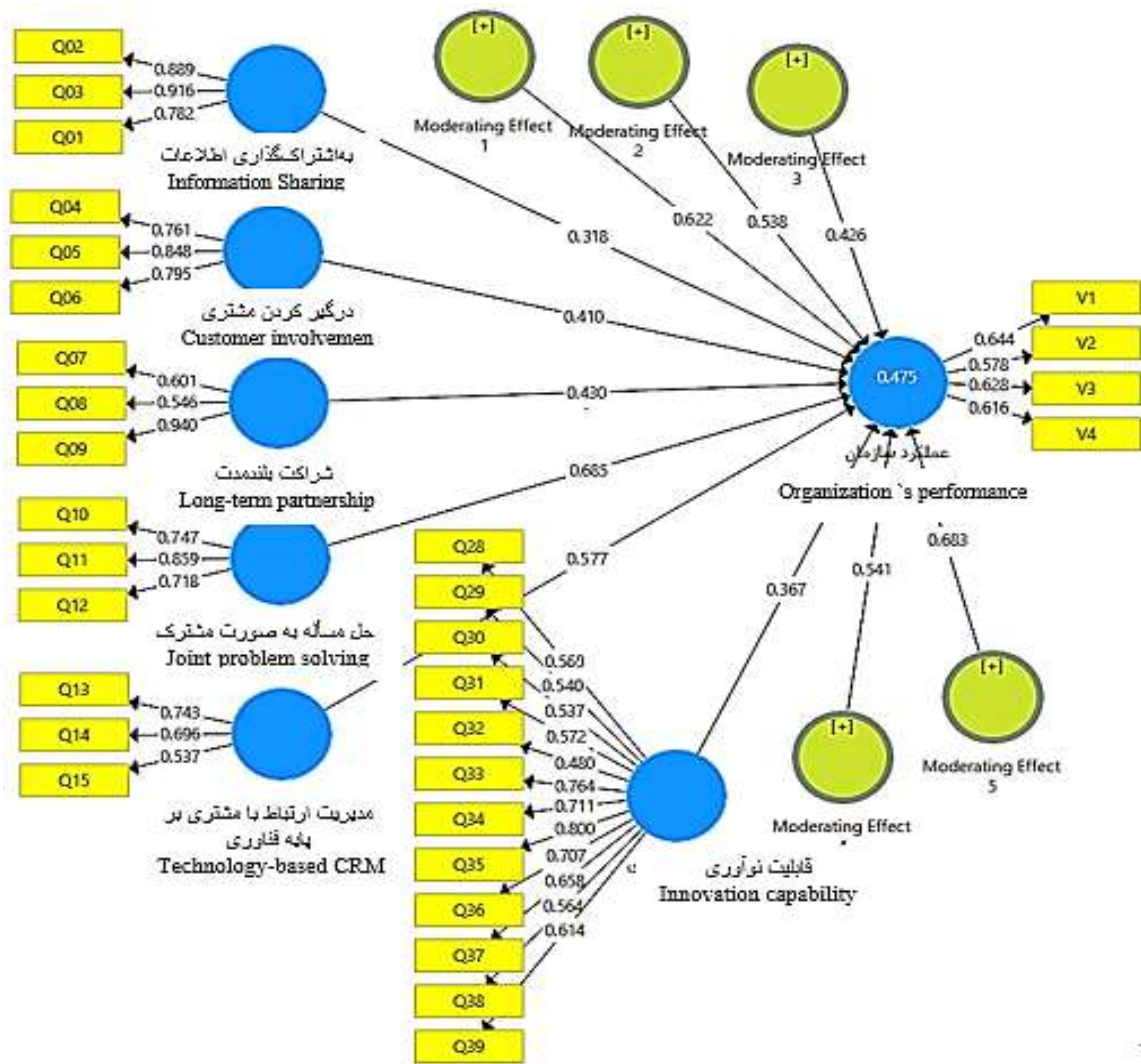 Q02
Q03
Q01
0.889
0.916
0.782
به‌اشتراک‌گذاری اطلاعات
Information Sharing
Q04
Q05
Q06
0.761
0.848
0.795
درگیر کردن مشتری
Customer involvemen
Q07
Q08
Q09
0.601
0.546
0.940
شراکت بلندمدت
Long-term partnership
Q10
Q11
Q12
0.747
0.859
0.718
حل مسأله به صورت مشترک
Joint problem solving
Q13
Q14
Q15
0.743
0.696
0.537
مدیریت ارتباط با مشتری بر
پایه فناوری
Technology-based CRM
[+]
Moderating Effect
1
[+]
Moderating Effect
2
[+]
Moderating Effect
3
0.622
0.538
0.426
0.318
0.410
0.430
0.685
0.577
0.367
0.541
0.683
0.475
عملکرد سازمان
Organization `s performance
0.644
0.578
0.628
0.616
V1
V2
V3
V4
Q28
Q29
Q30
Q31
Q32
Q33
Q34
Q35
Q36
Q37
Q38
Q39
0.569
0.540
0.537
0.572
0.480
0.764
0.711
0.800
0.707
0.658
0.564
0.614
قابلیت نوآوری
Innovation capability
[+]
Moderating Effect
[+]
Moderating Effect
5